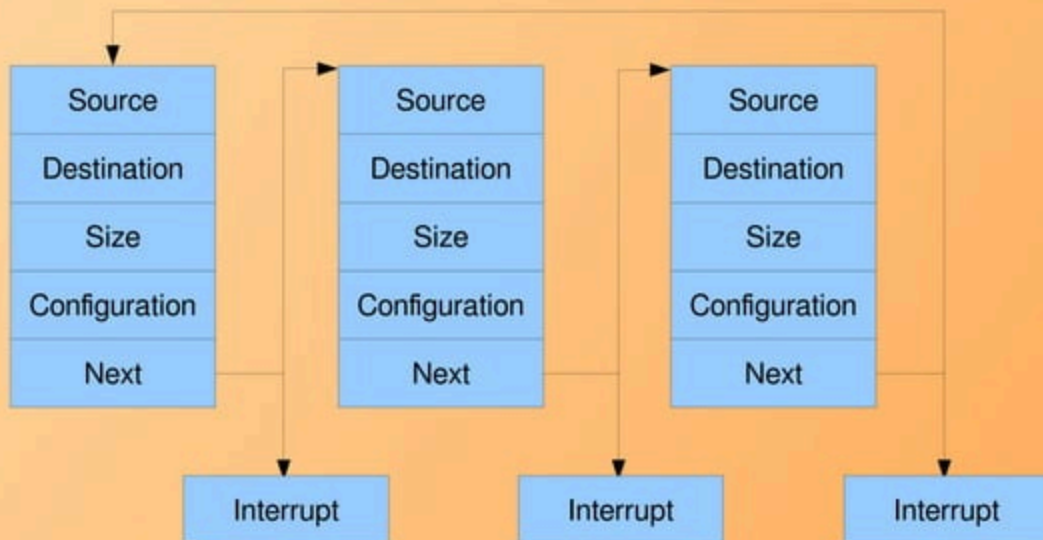 Source
Destination
Size
Configuration
Next
Source
Destination
Size
Configuration
Next
Source
Destination
Size
Configuration
Next
Interrupt
Interrupt
Interrupt